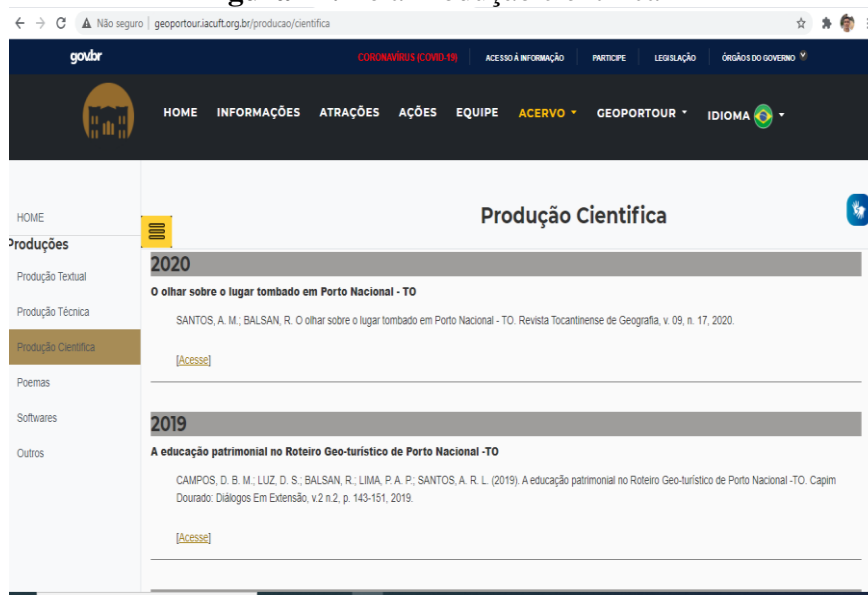 Não seguro | geoportour.iacuft.org.br/producao/cientifica
govbr CORONAVÍRUS (COVID-19) ACESSO À INFORMAÇÃO PARTICIPE LEGISLAÇÃO ÓRGÃOS DO GOVERNO
HOME INFORMAÇÕES ATRAÇÕES AÇÕES EQUIPE ACERVO GEOPORTOUR IDIOMA
HOME
Produções
Produção Textual
Produção Técnica
Produção Cientifica
Poemas
Softwares
Outros
Produção Cientifica
2020
O olhar sobre o lugar tombado em Porto Nacional - TO
SANTOS, A. M.; BALSAN, R. O olhar sobre o lugar tombado em Porto Nacional - TO. Revista Tocantinense de Geografia, v. 09, n. 17, 2020.
[Acesse]
2019
A educação patrimonial no Roteiro Geo-turístico de Porto Nacional -TO
CAMPOS, D. B. M.; LUZ, D. S.; BALSAN, R.; LIMA, P. A. P.; SANTOS, A. R. L. (2019). A educação patrimonial no Roteiro Geo-turístico de Porto Nacional -TO. Capim
Dourado: Diálogos Em Extensão, v.2 n.2, p. 143-151, 2019.
[Acesse]